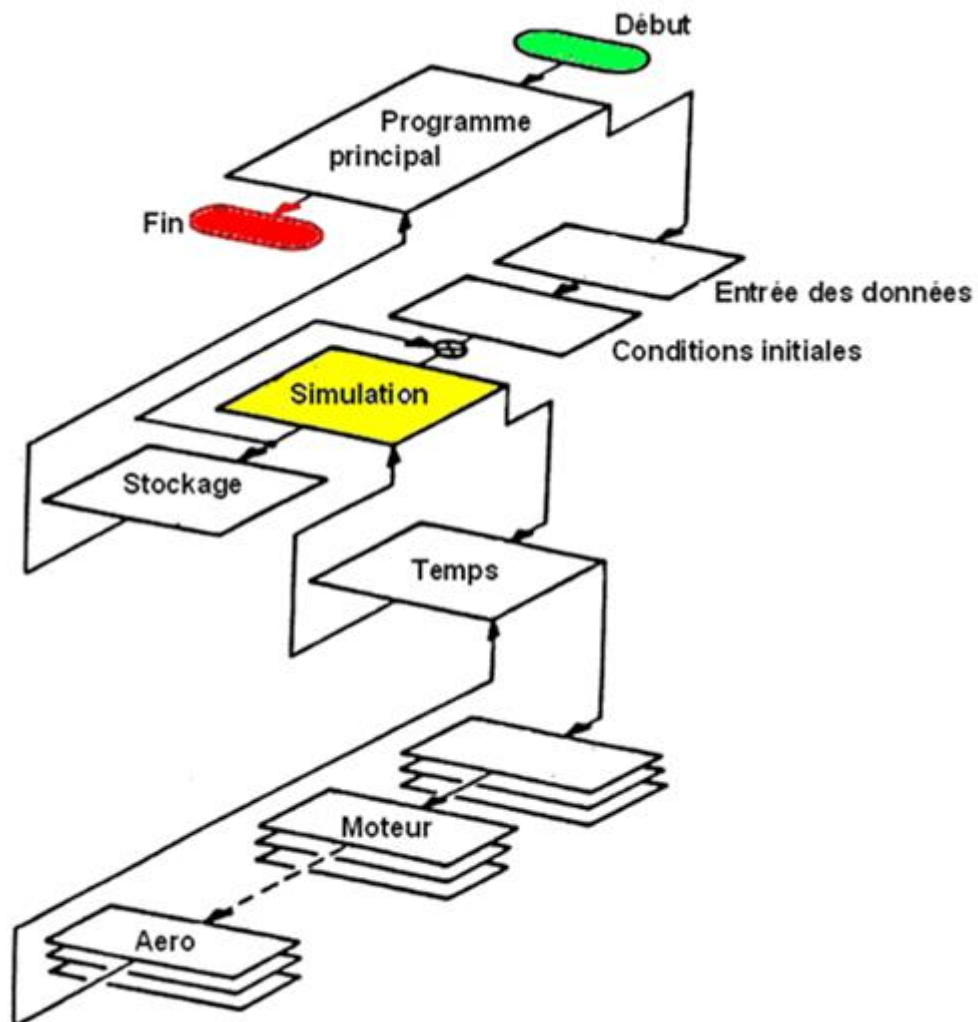 Début
Programme
principal
Fin
Entrée des données
Conditions initiales
Simulation
Stockage
Temps
Moteur
Aero